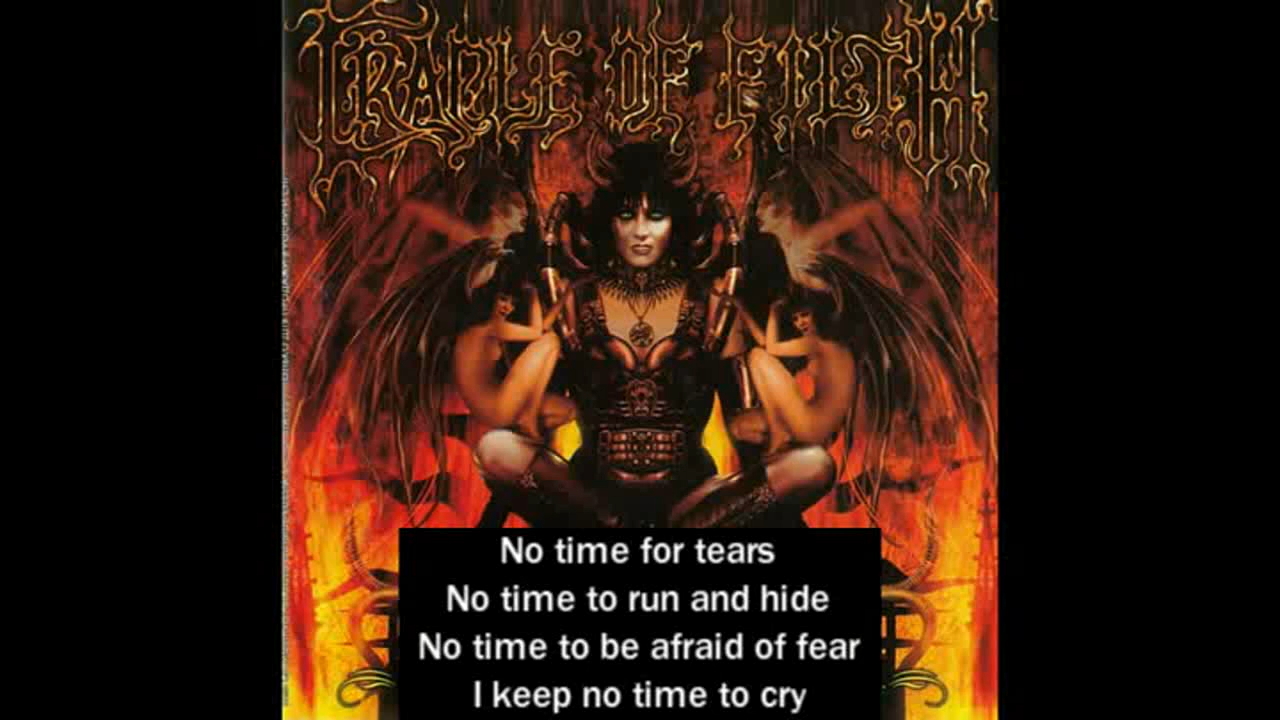 CRADLE OF FILTH
No time for tears
No time to run and hide
No time to be afraid of fear
I keep no time to cry